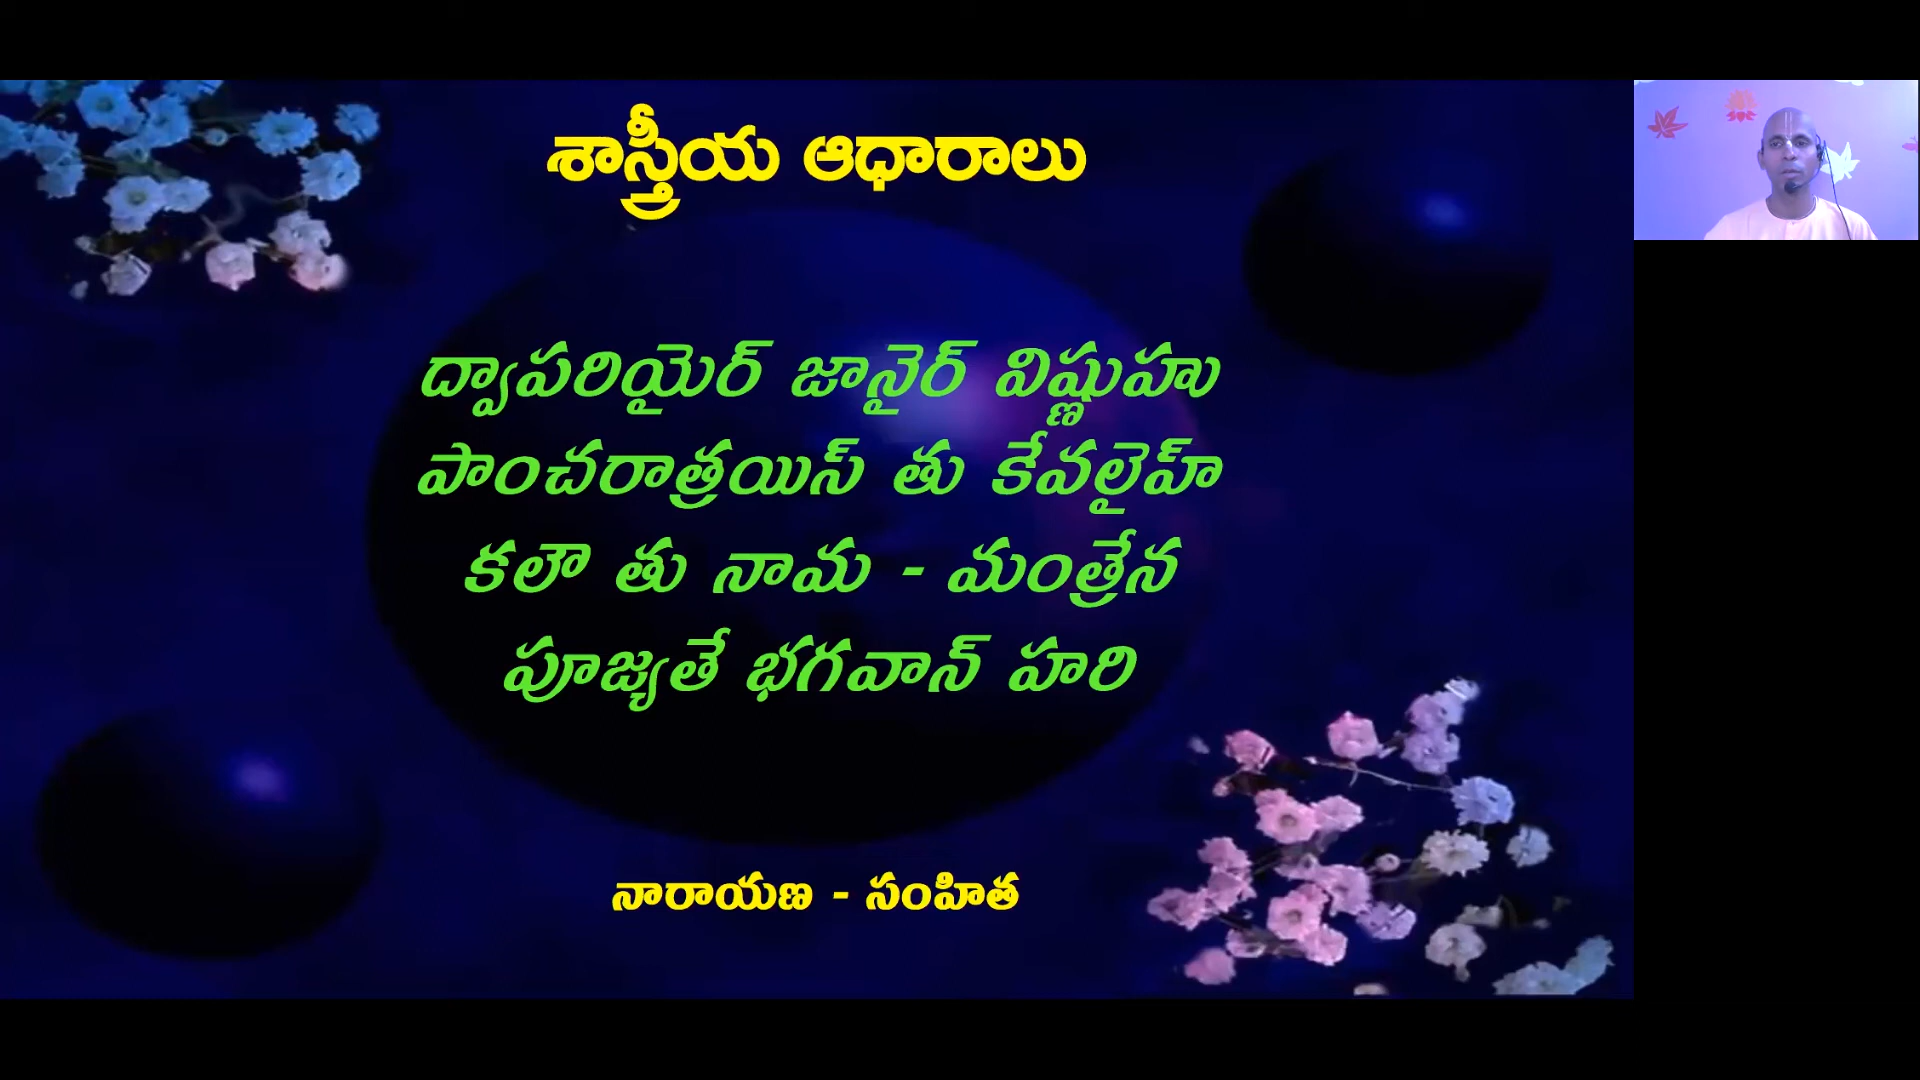 శాస్త్రీయ ఆధారాలు
ద్వాపరియైర్ జానైర్ విష్ణుహు
పాంచరాత్రయిస్ తు కేవలైహ్
కలౌ తు నామ - మంత్రేన
పూజ్యతే భగవాన్ హరి
నారాయణ - సంహిత